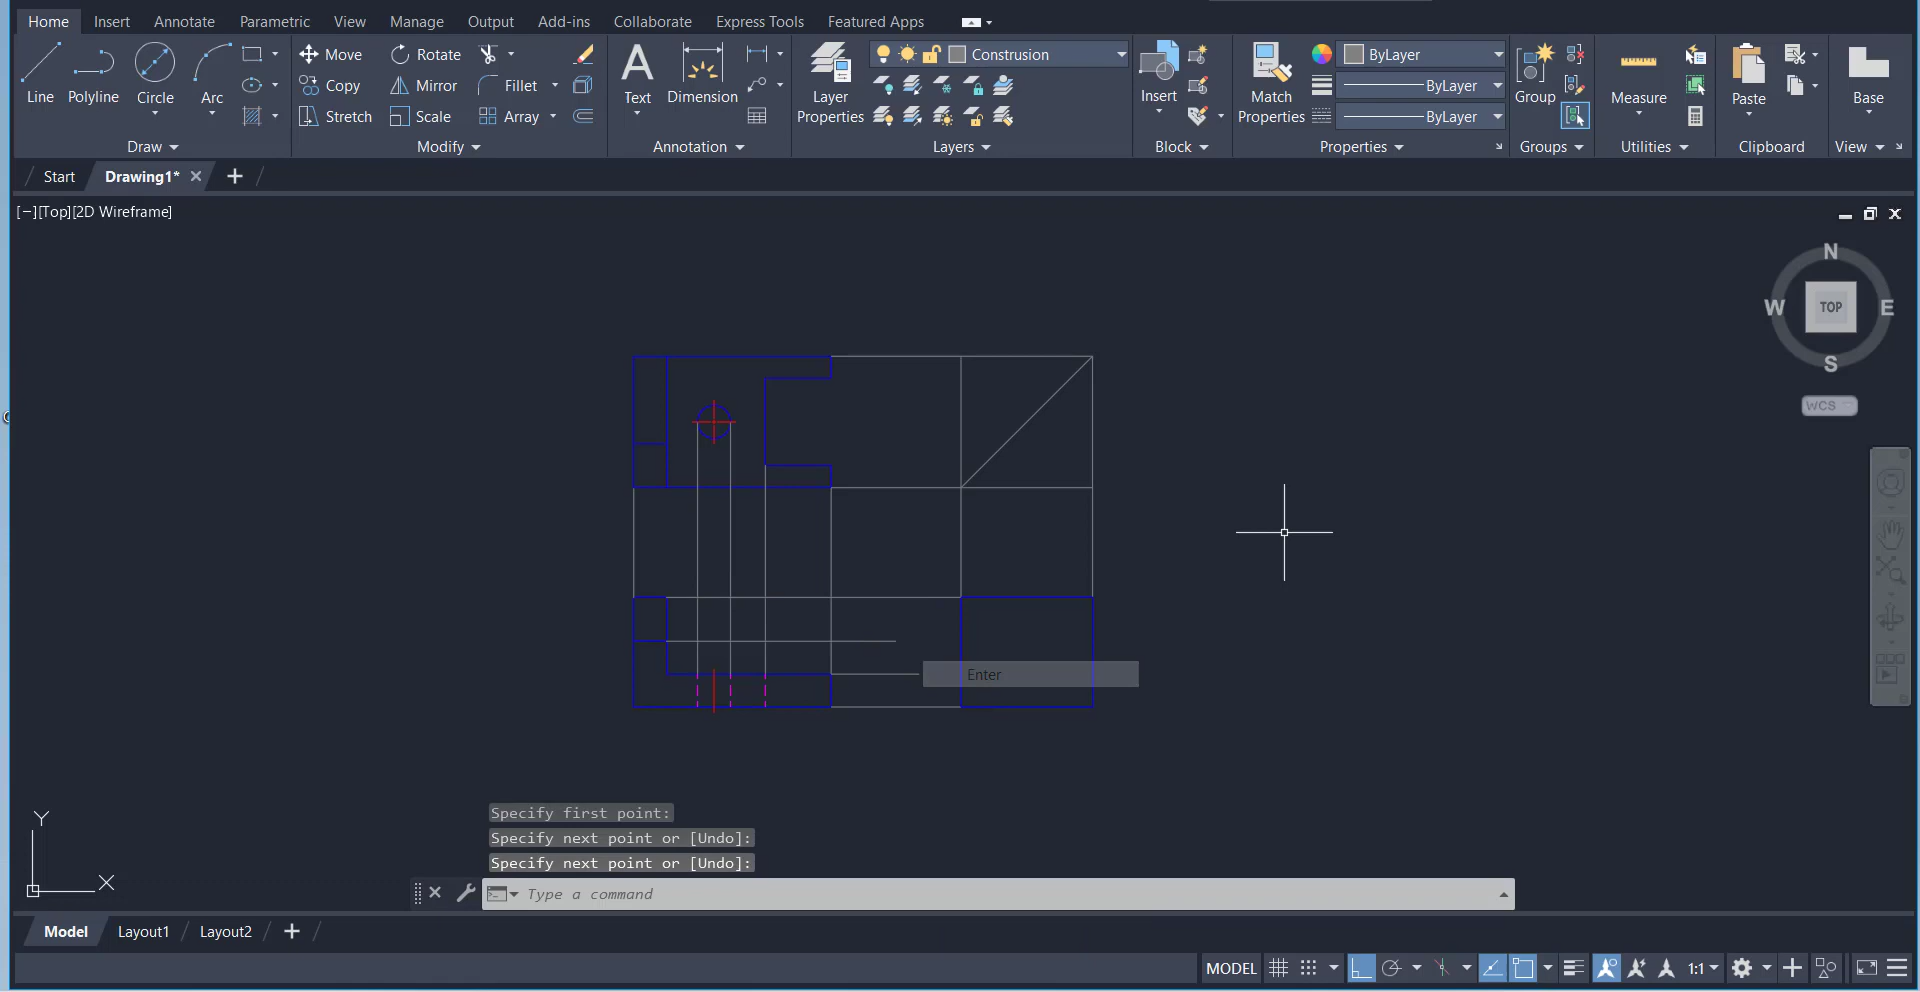 Home Insert Annotate Parametric View Manage Output Add-ins Collaborate Express Tools Featured Apps
Line Polyline Circle Arc
Move Rotate
Copy Mirror Fillet
Stretch Scale Array
Text Dimension
Layer Properties
Construsion
Insert
Match Properties
ByLayer
ByLayer
ByLayer
Group
Measure
Paste
Base
Draw Modify Annotation Layers Block Properties Groups Utilities Clipboard View
Start Drawing1*
[−][Top][2D Wireframe]
N
W TOP E
S
WCS
Enter
Specify first point:
Specify next point or [Undo]:
Specify next point or [Undo]:
Type a command
Y
X
Model Layout1 Layout2
MODEL 1:1